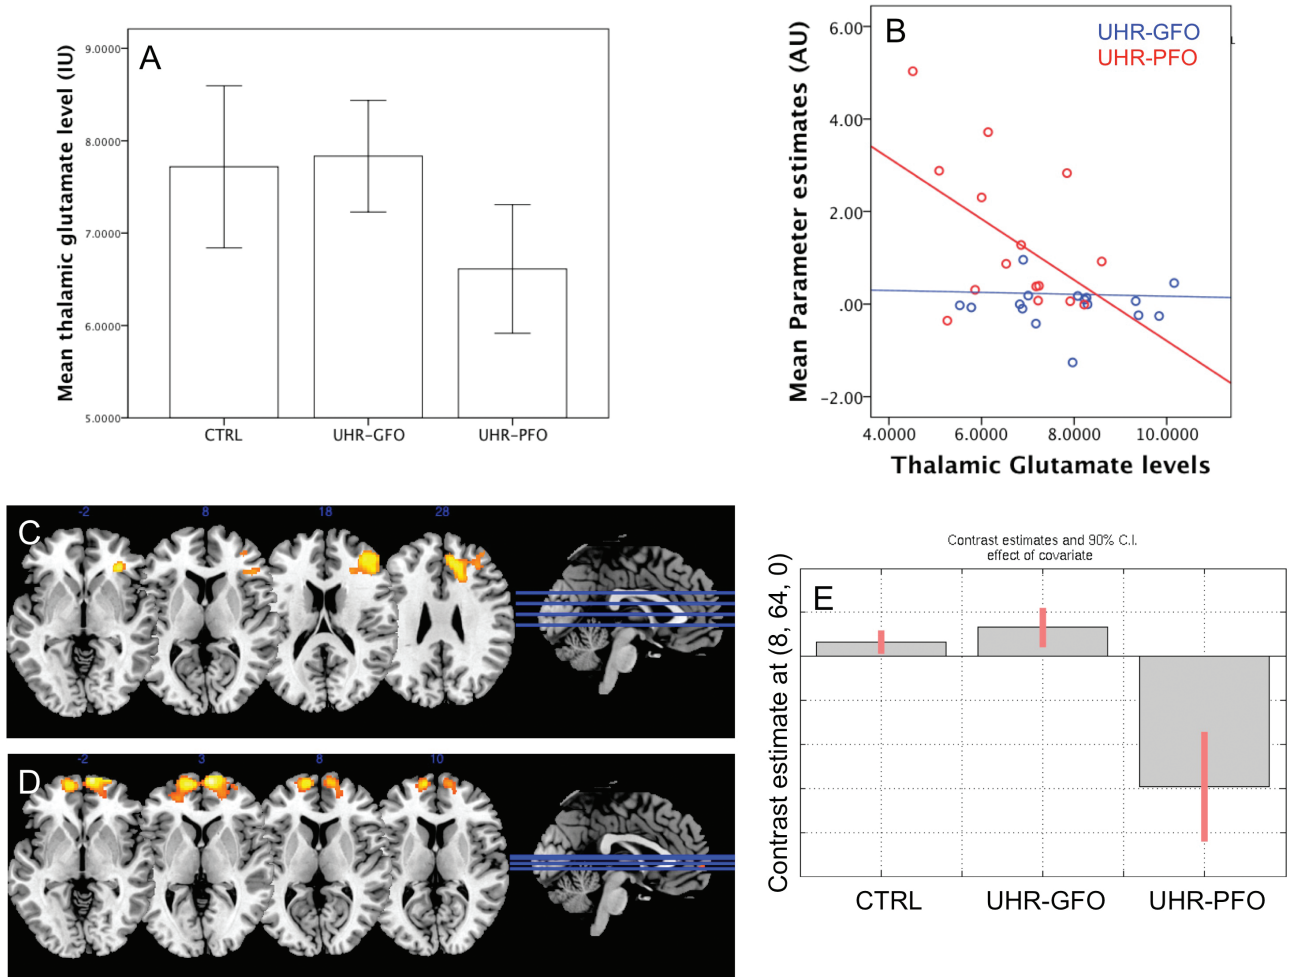 A
Mean thalamic glutamate level (IU)
9.0000
8.0000
7.0000
6.0000
5.0000
CTRL
UHR-GFO
UHR-PFO
B
UHR-GFO
UHR-PFO
Mean Parameter estimates (AU)
6.00
4.00
2.00
.00
-2.00
4.0000
6.0000
8.0000
10.0000
Thalamic Glutamate levels
C
-2
8
18
28
D
-2
3
8
10
Contrast estimates and 90% C.I.
effect of covariate
E
Contrast estimate at (8, 64, 0)
CTRL
UHR-GFO
UHR-PFO